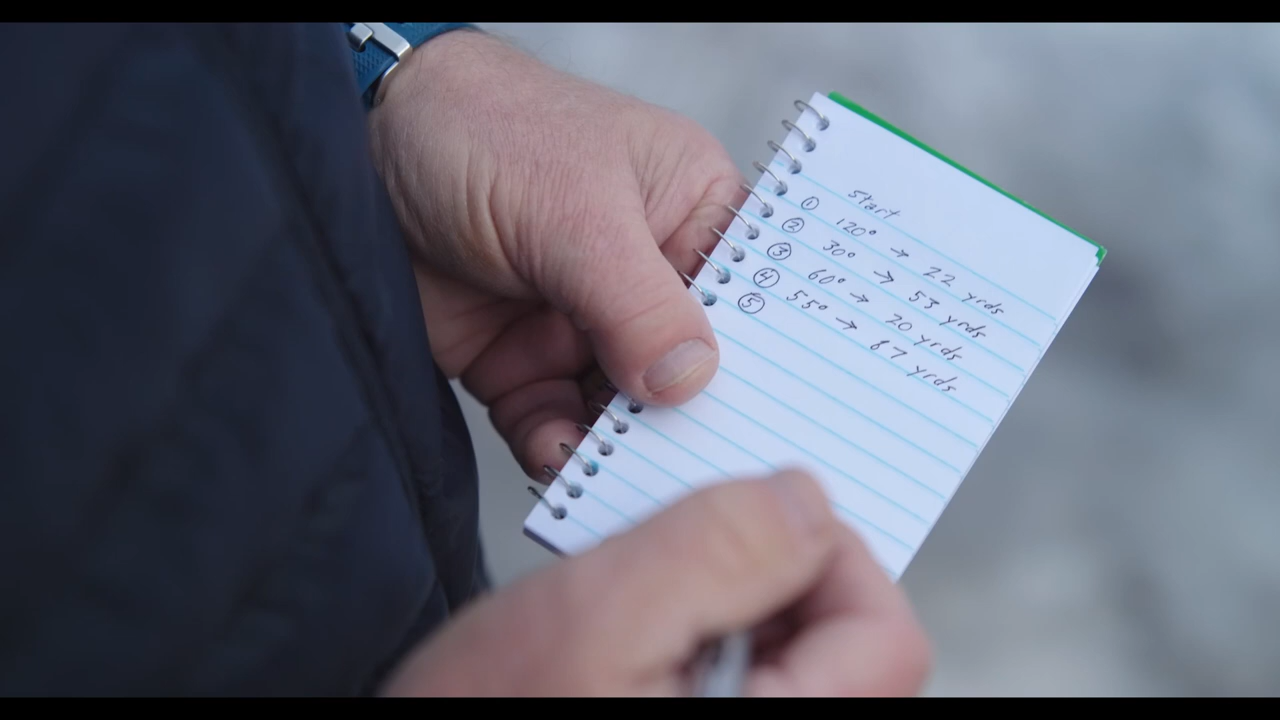 Start
① 120° → 22 yrds
② 30° → 53 yrds
③ 60° → 20 yrds
④ 55° → 87 yrds
⑤